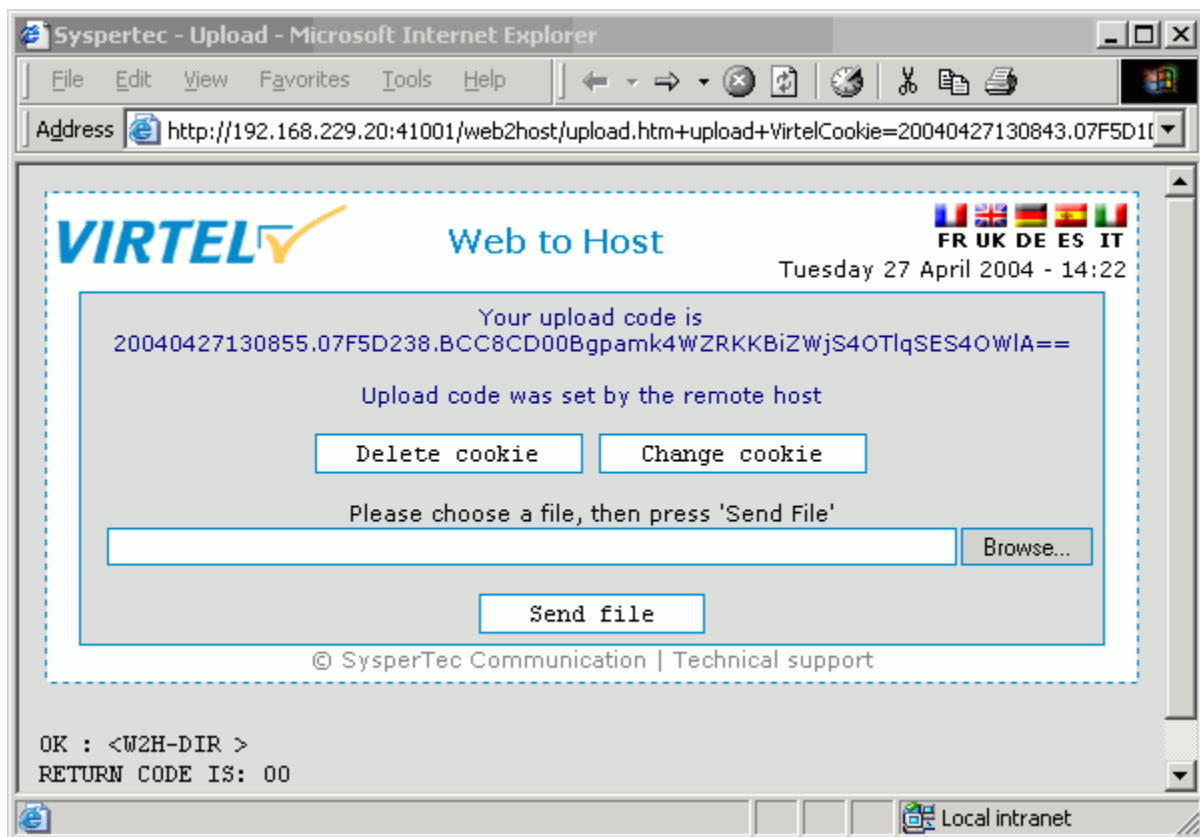 Syspertec - Upload - Microsoft Internet Explorer
File Edit View Favorites Tools Help
Address http://192.168.229.20:41001/web2host/upload.htm+upload+VirtelCookie=20040427130843.07F5D1D
VIRTEL Web to Host
FR UK DE ES IT
Tuesday 27 April 2004 - 14:22
Your upload code is
20040427130855.07F5D238.BCC8CD00Bgpamk4WZRKKBiZWjS4OTlqSES4OWlA==
Upload code was set by the remote host
Delete cookie Change cookie
Please choose a file, then press 'Send File'
Browse...
Send file
© SysperTec Communication | Technical support
OK : <W2H-DIR >
RETURN CODE IS: 00
Local intranet